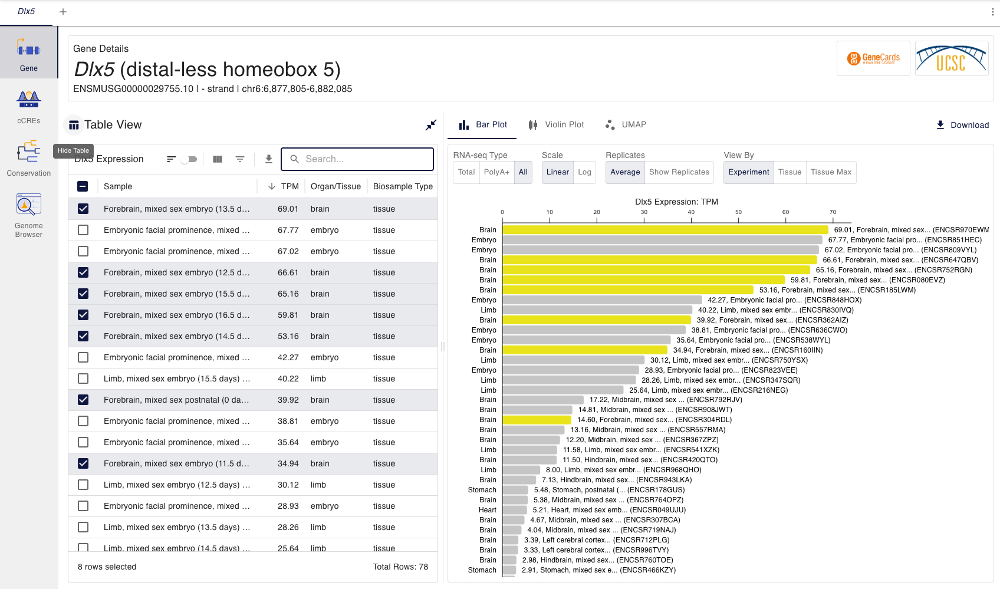 Dlx5
Gene
cCREs
Conservation
Genome
Browser
Gene Details
Dlx5 (distal-less homeobox 5)
ENSMUSG00000029755.10 | - strand | chr6:6,877,805-6,882,085
GeneCards
HUMAN GENE DATABASE
UCSC
Table View
Hide Table
Dlx5 Expression
Search...
Sample TPM Organ/Tissue Biosample Type
Forebrain, mixed sex embryo (13.5 d... 69.01 brain tissue
Embryonic facial prominence, mixed ... 67.77 embryo tissue
Embryonic facial prominence, mixed ... 67.02 embryo tissue
Forebrain, mixed sex embryo (12.5 d... 66.61 brain tissue
Forebrain, mixed sex embryo (15.5 d... 65.16 brain tissue
Forebrain, mixed sex embryo (16.5 d... 59.81 brain tissue
Forebrain, mixed sex embryo (14.5 d... 53.16 brain tissue
Embryonic facial prominence, mixed ... 42.27 embryo tissue
Limb, mixed sex embryo (15.5 days) ... 40.22 limb tissue
Forebrain, mixed sex postnatal (0 da... 39.92 brain tissue
Embryonic facial prominence, mixed ... 38.81 embryo tissue
Embryonic facial prominence, mixed ... 35.64 embryo tissue
Forebrain, mixed sex embryo (11.5 d... 34.94 brain tissue
Limb, mixed sex embryo (12.5 days) ... 30.12 limb tissue
Embryonic facial prominence, mixed ... 28.93 embryo tissue
Limb, mixed sex embryo (13.5 days) ... 28.26 limb tissue
Limb, mixed sex embryo (14.5 days) ... 25.64 limb tissue
8 rows selected Total Rows: 78
Bar Plot Violin Plot UMAP Download
RNA-seq Type Scale Replicates View By
Total PolyA+ All Linear Log Average Show Replicates Experiment Tissue Tissue Max
Dlx5 Expression: TPM
0 10 20 30 40 50 60 70
Brain 69.01, Forebrain, mixed sex... (ENCSR970EWM
Embryo 67.77, Embryonic facial pro... (ENCSR851HEC)
Embryo 67.02, Embryonic facial pro... (ENCSR809VYL)
Brain 66.61, Forebrain, mixed sex... (ENCSR647QBV)
Brain 65.16, Forebrain, mixed sex... (ENCSR752RGN)
Brain 59.81, Forebrain, mixed sex... (ENCSR080EVZ)
Brain 53.16, Forebrain, mixed sex... (ENCSR185LWM)
Embryo 42.27, Embryonic facial pro... (ENCSR848HOX)
Limb 40.22, Limb, mixed sex embr... (ENCSR830IVQ)
Brain 39.92, Forebrain, mixed sex... (ENCSR362AIZ)
Embryo 38.81, Embryonic facial pro... (ENCSR636CWO)
Embryo 35.64, Embryonic facial pro... (ENCSR538WYL)
Brain 34.94, Forebrain, mixed sex... (ENCSR160IIN)
Limb 30.12, Limb, mixed sex embr... (ENCSR750YSX)
Embryo 28.93, Embryonic facial pro... (ENCSR823VEE)
Limb 28.26, Limb, mixed sex embr... (ENCSR347SQR)
Limb 25.64, Limb, mixed sex embr... (ENCSR216NEG)
Brain 17.22, Midbrain, mixed sex ... (ENCSR792RJV)
Brain 14.81, Midbrain, mixed sex ... (ENCSR908JWT)
Brain 14.60, Forebrain, mixed sex... (ENCSR304RDL)
Brain 13.16, Midbrain, mixed sex ... (ENCSR557RMA)
Brain 12.20, Midbrain, mixed sex ... (ENCSR367ZPZ)
Limb 11.58, Limb, mixed sex embr... (ENCSR541XZK)
Brain 11.50, Hindbrain, mixed sex... (ENCSR420QTO)
Limb 8.00, Limb, mixed sex embr... (ENCSR968QHO)
Brain 7.13, Hindbrain, mixed sex... (ENCSR943LKA)
Stomach 5.48, Stomach, postnatal (... (ENCSR178GUS)
Brain 5.38, Midbrain, mixed sex ... (ENCSR764OPZ)
Heart 5.21, Heart, mixed sex emb... (ENCSR049UJU)
Brain 4.67, Midbrain, mixed sex ... (ENCSR307BCA)
Brain 4.04, Midbrain, mixed sex ... (ENCSR719NAJ)
Brain 3.39, Left cerebral cortex... (ENCSR712PLG)
Brain 3.33, Left cerebral cortex... (ENCSR996TVY)
Brain 2.98, Hindbrain, mixed sex... (ENCSR760TOE)
Stomach 2.91, Stomach, mixed sex e... (ENCSR466KZY)